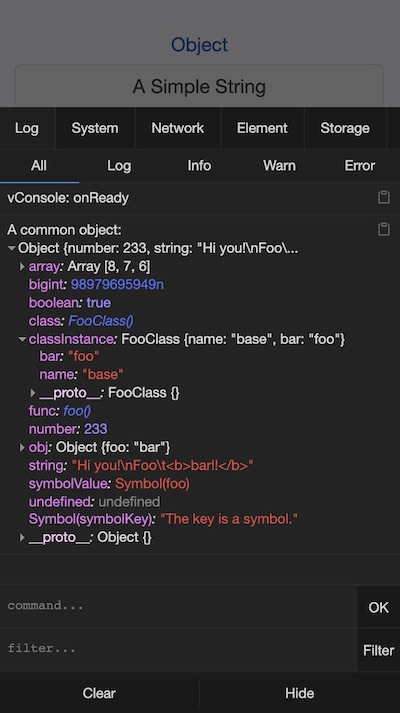 Object
A Simple String
Log System Network Element Storage
All Log Info Warn Error
vConsole: onReady
A common object:
Object {number: 233, string: "Hi you!\nFoo\...
array: Array [8, 7, 6]
bigint: 98979695949n
boolean: true
class: FooClass()
classInstance: FooClass {name: "base", bar: "foo"}
bar: "foo"
name: "base"
__proto__: FooClass {}
func: foo()
number: 233
obj: Object {foo: "bar"}
string: "Hi you!\nFoo\t<b>bar!!</b>"
symbolValue: Symbol(foo)
undefined: undefined
Symbol(symbolKey): "The key is a symbol."
__proto__: Object {}
command... OK
filter... Filter
Clear Hide